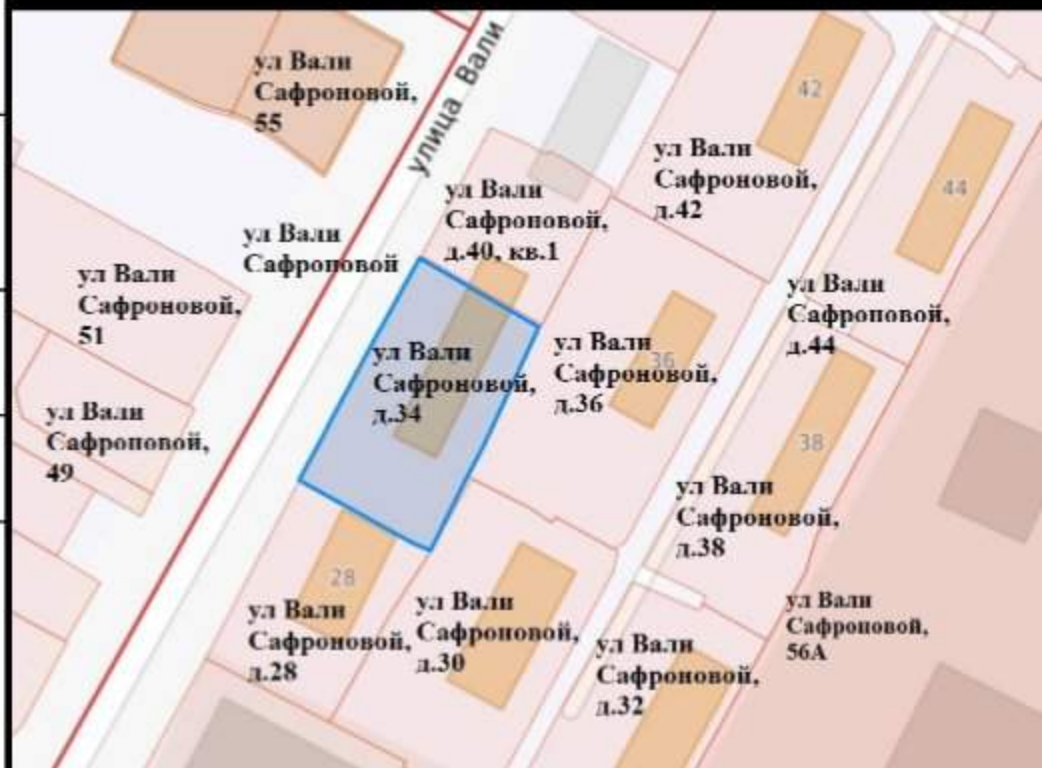 ул Вали
Сафроновой,
55
улица Вали
42
ул Вали
Сафроновой,
д.42
44
ул Вали
Сафроновой,
д.40, кв.1
ул Вали
Сафроновой
ул Вали
Сафроновой,
51
ул Вали
Сафроновой,
д.44
ул Вали
Сафроновой,
д.34
ул Вали
Сафроновой,
д.36
36
ул Вали
Сафроновой,
49
38
ул Вали
Сафроновой,
д.38
28
ул Вали
Сафроновой,
д.28
ул Вали
Сафроновой,
д.30
ул Вали
Сафроновой,
д.32
ул Вали
Сафроновой,
56А